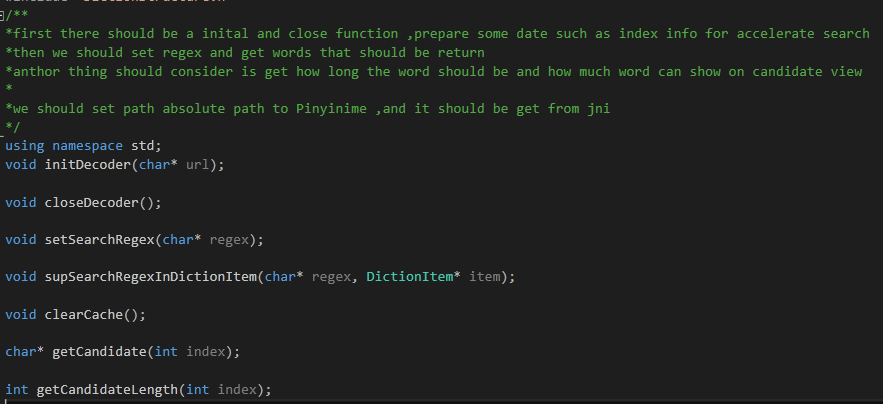 /**
*first there should be a inital and close function ,prepare some date such as index info for accelerate search
*then we should set regex and get words that should be return
*anthor thing should consider is get how long the word should be and how much word can show on candidate view
*
*we should set path absolute path to Pinyinime ,and it should be get from jni
*/
using namespace std;
void initDecoder(char* url);
void closeDecoder();
void setSearchRegex(char* regex);
void supSearchRegexInDictionItem(char* regex, DictionItem* item);
void clearCache();
char* getCandidate(int index);
int getCandidateLength(int index);